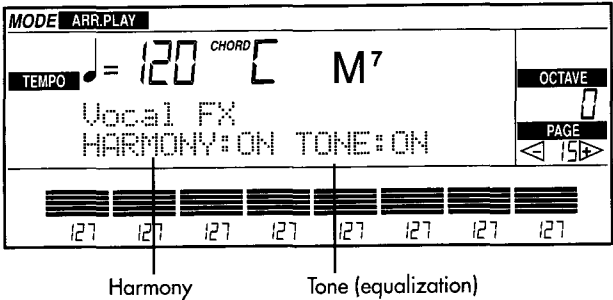 MODE ARR.PLAY
TEMPO ♩= 120 CHORD C M7
OCTAVE
0
Vocal FX
PAGE
HARMONY:ON TONE:ON
- 15 +
127 127 127 127 127 127 127 127
Harmony Tone (equalization)